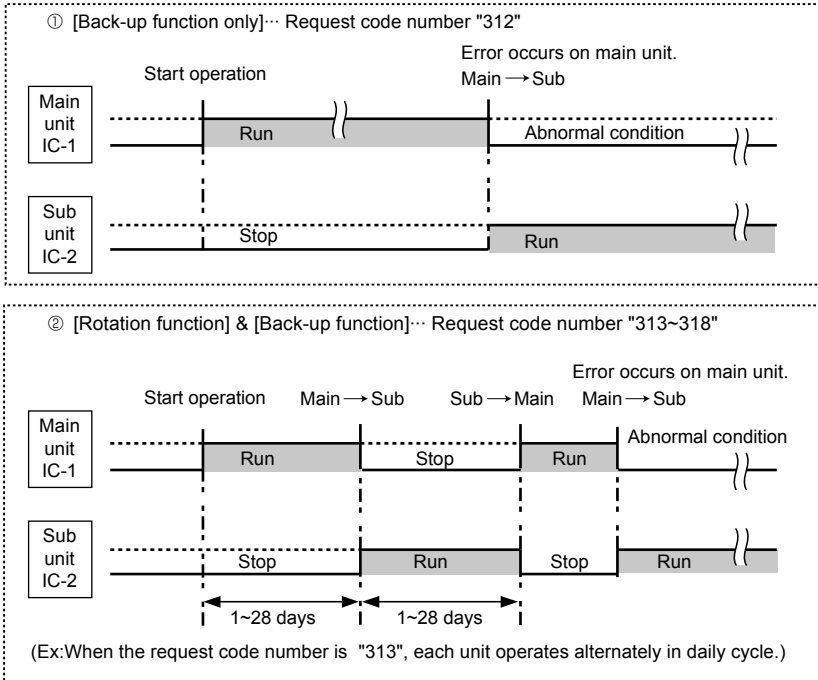 ① [Back-up function only]··· Request code number "312"
Error occurs on main unit.
Start operation
Main → Sub
Main
unit
IC-1
Run
Abnormal condition
Sub
unit
IC-2
Stop
Run
② [Rotation function] & [Back-up function]··· Request code number "313~318"
Error occurs on main unit.
Start operation
Main → Sub
Sub → Main
Main → Sub
Main
unit
IC-1
Run
Stop
Run
Abnormal condition
Sub
unit
IC-2
Stop
Run
Stop
Run
1~28 days
1~28 days
(Ex:When the request code number is "313", each unit operates alternately in daily cycle.)